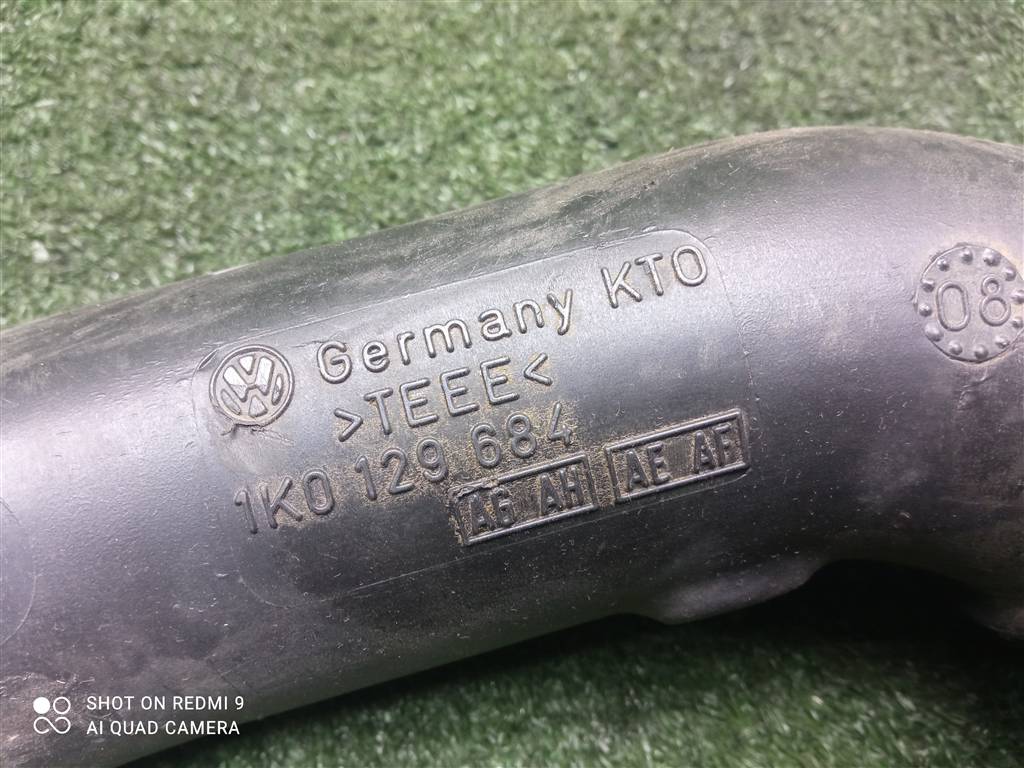 Germany KTO
>TEEE<
1K0 129 684
AG AH AE AF
08
SHOT ON REDMI 9
AI QUAD CAMERA